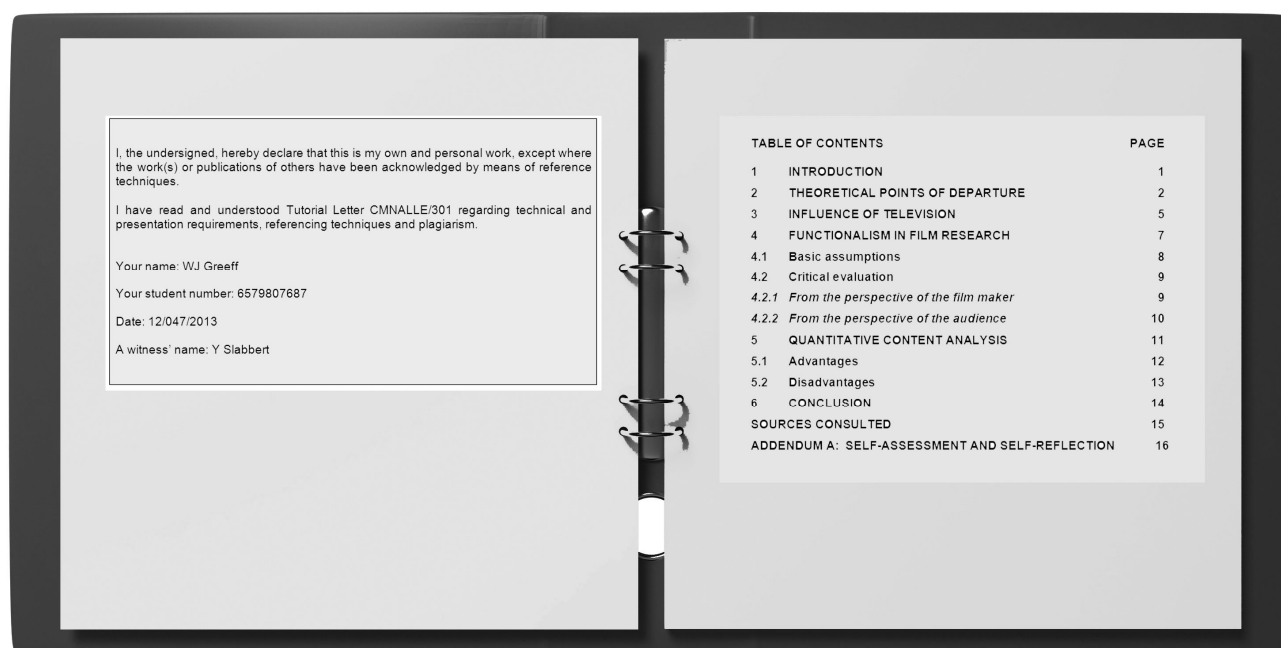 I, the undersigned, hereby declare that this is my own and personal work, except where
the work(s) or publications of others have been acknowledged by means of reference
techniques.
I have read and understood Tutorial Letter CMNALLE/301 regarding technical and
presentation requirements, referencing techniques and plagiarism.
Your name: WJ Greeff
Your student number: 6579807687
Date: 12/047/2013
A witness' name: Y Slabbert
TABLE OF CONTENTS PAGE
1 INTRODUCTION 1
2 THEORETICAL POINTS OF DEPARTURE 2
3 INFLUENCE OF TELEVISION 5
4 FUNCTIONALISM IN FILM RESEARCH 7
4.1 Basic assumptions 8
4.2 Critical evaluation 9
4.2.1 From the perspective of the film maker 9
4.2.2 From the perspective of the audience 10
5 QUANTITATIVE CONTENT ANALYSIS 11
5.1 Advantages 12
5.2 Disadvantages 13
6 CONCLUSION 14
SOURCES CONSULTED 15
ADDENDUM A: SELF-ASSESSMENT AND SELF-REFLECTION 16